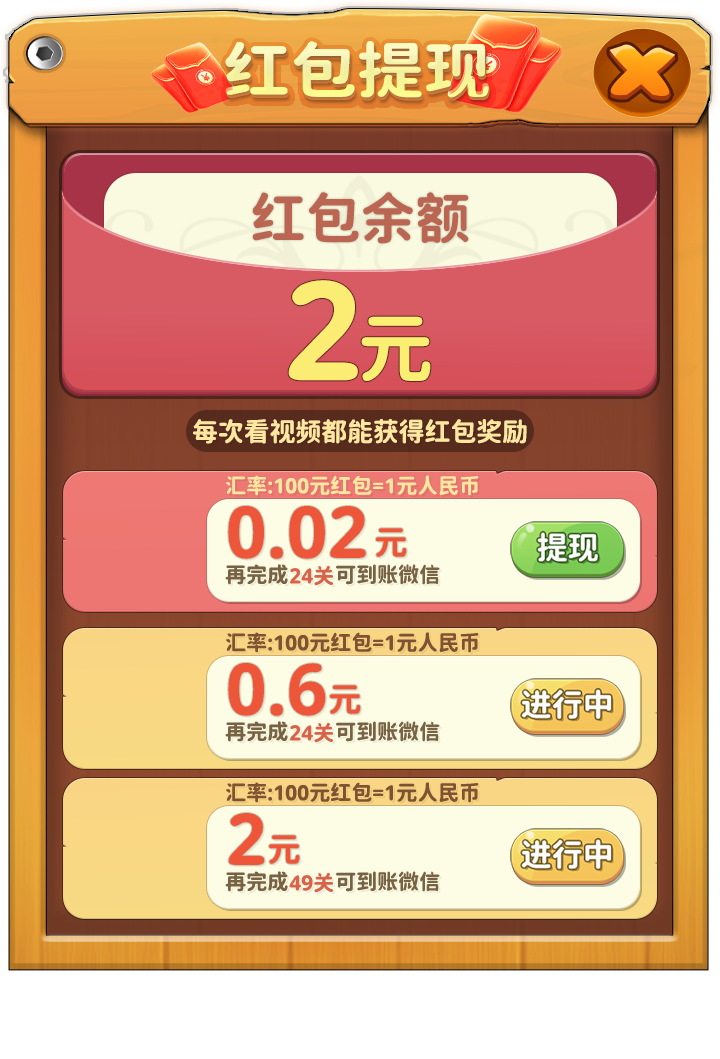 红包提现
红包余额
2元
每次看视频都能获得红包奖励
汇率:100元红包=1元人民币
0.02元
提现
再完成24关可到账微信
汇率:100元红包=1元人民币
0.6元
进行中
再完成24关可到账微信
汇率:100元红包=1元人民币
2元
进行中
再完成49关可到账微信